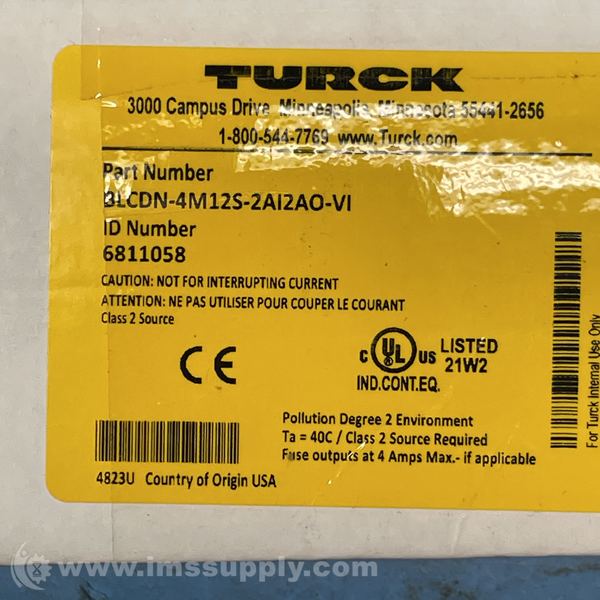 TURCK
3000 Campus Drive Minneapolis, Minnesota 55441-2656
1-800-544-7769 www.Turck.com
Part Number
BLCDN-4M12S-2AI2AO-VI
ID Number
6811058
CAUTION: NOT FOR INTERRUPTING CURRENT
ATTENTION: NE PAS UTILISER POUR COUPER LE COURANT
Class 2 Source
CE
C UL US LISTED
21W2
IND.CONT.EQ.
Pollution Degree 2 Environment
Ta = 40C / Class 2 Source Required
Fuse outputs at 4 Amps Max.- if applicable
4823U Country of Origin USA
For Turck Internal Use Only
© www.imssupply.com